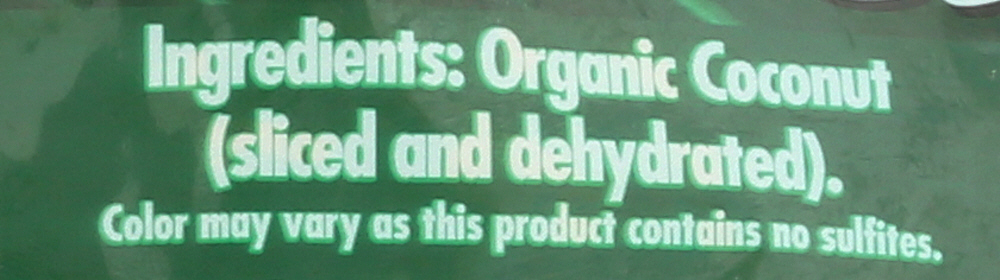 Ingredients: Organic Coconut
(sliced and dehydrated).
Color may vary as this product contains no sulfites.